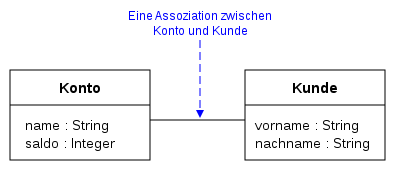 Eine Assoziation zwischen
Konto und Kunde
Konto
name : String
saldo : Integer
Kunde
vorname : String
nachname : String